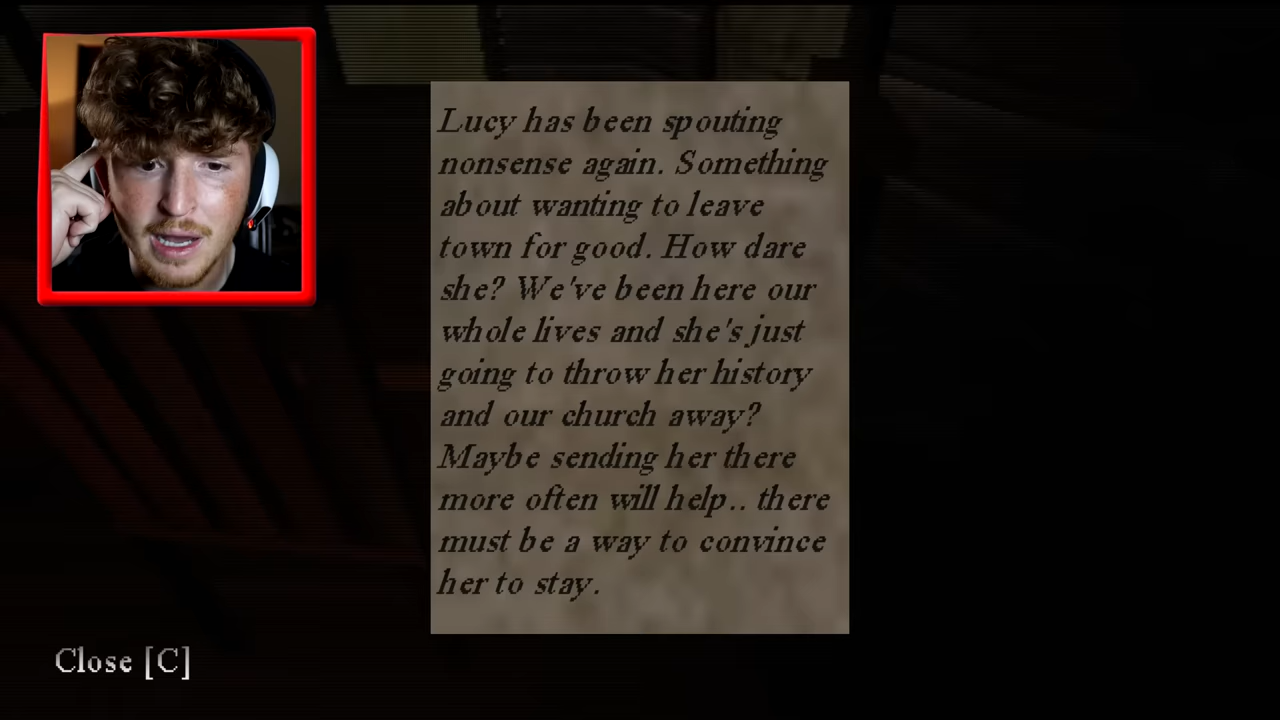 Lucy has been spouting
nonsense again. Something
about wanting to leave
town for good. How dare
she? We've been here our
whole lives and she's just
going to throw her history
and our church away?
Maybe sending her there
more often will help.. there
must be a way to convince
her to stay.
Close [C]